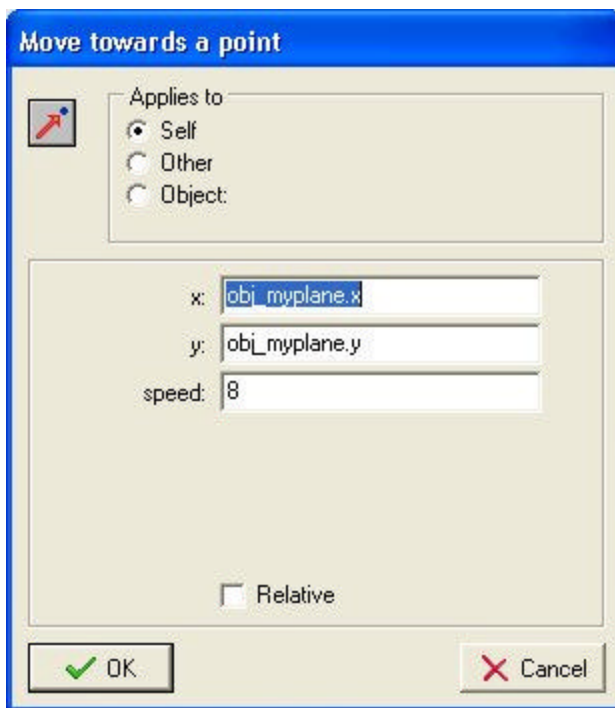 Move towards a point
Applies to
Self
Other
Object:
x: obj_myplane.x
y: obj_myplane.y
speed: 8
Relative
OK
Cancel